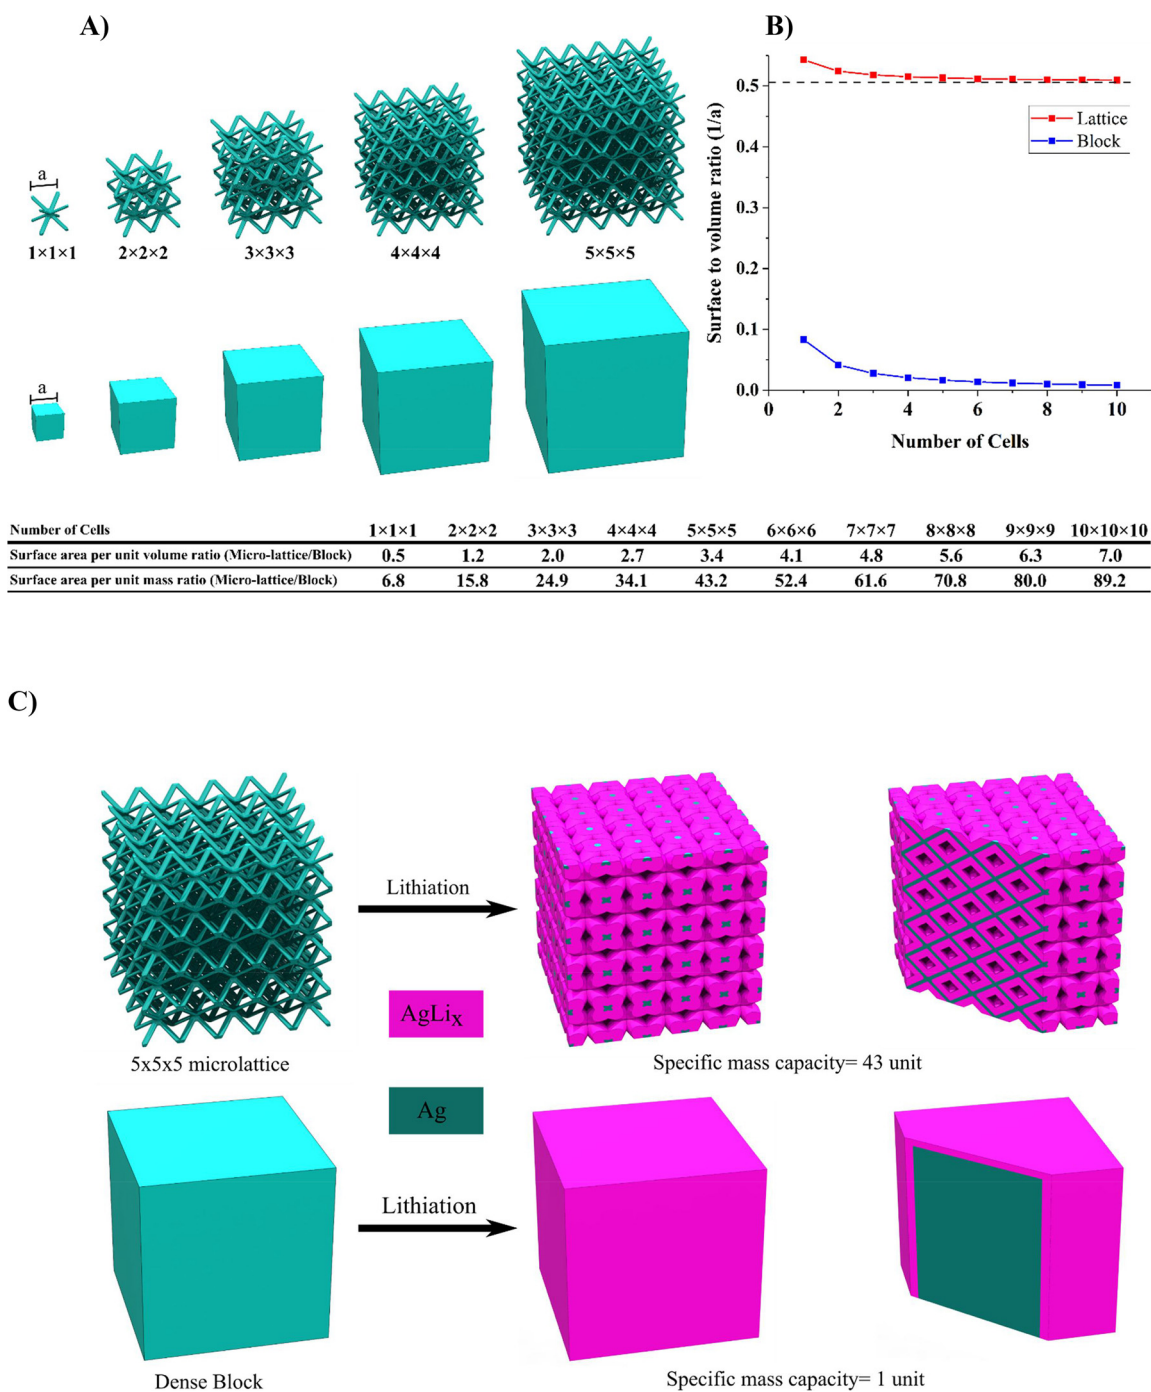 A)
B)
a
1×1×1
2×2×2
3×3×3
4×4×4
5×5×5
a
Surface to volume ratio (1/a)
0.5
0.4
0.3
0.2
0.1
0.0
Lattice
Block
0 2 4 6 8 10
Number of Cells
Number of Cells 1×1×1 2×2×2 3×3×3 4×4×4 5×5×5 6×6×6 7×7×7 8×8×8 9×9×9 10×10×10
Surface area per unit volume ratio (Micro-lattice/Block) 0.5 1.2 2.0 2.7 3.4 4.1 4.8 5.6 6.3 7.0
Surface area per unit mass ratio (Micro-lattice/Block) 6.8 15.8 24.9 34.1 43.2 52.4 61.6 70.8 80.0 89.2
C)
Lithiation
AgLiX
5x5x5 microlattice
Specific mass capacity= 43 unit
Ag
Lithiation
Dense Block
Specific mass capacity= 1 unit